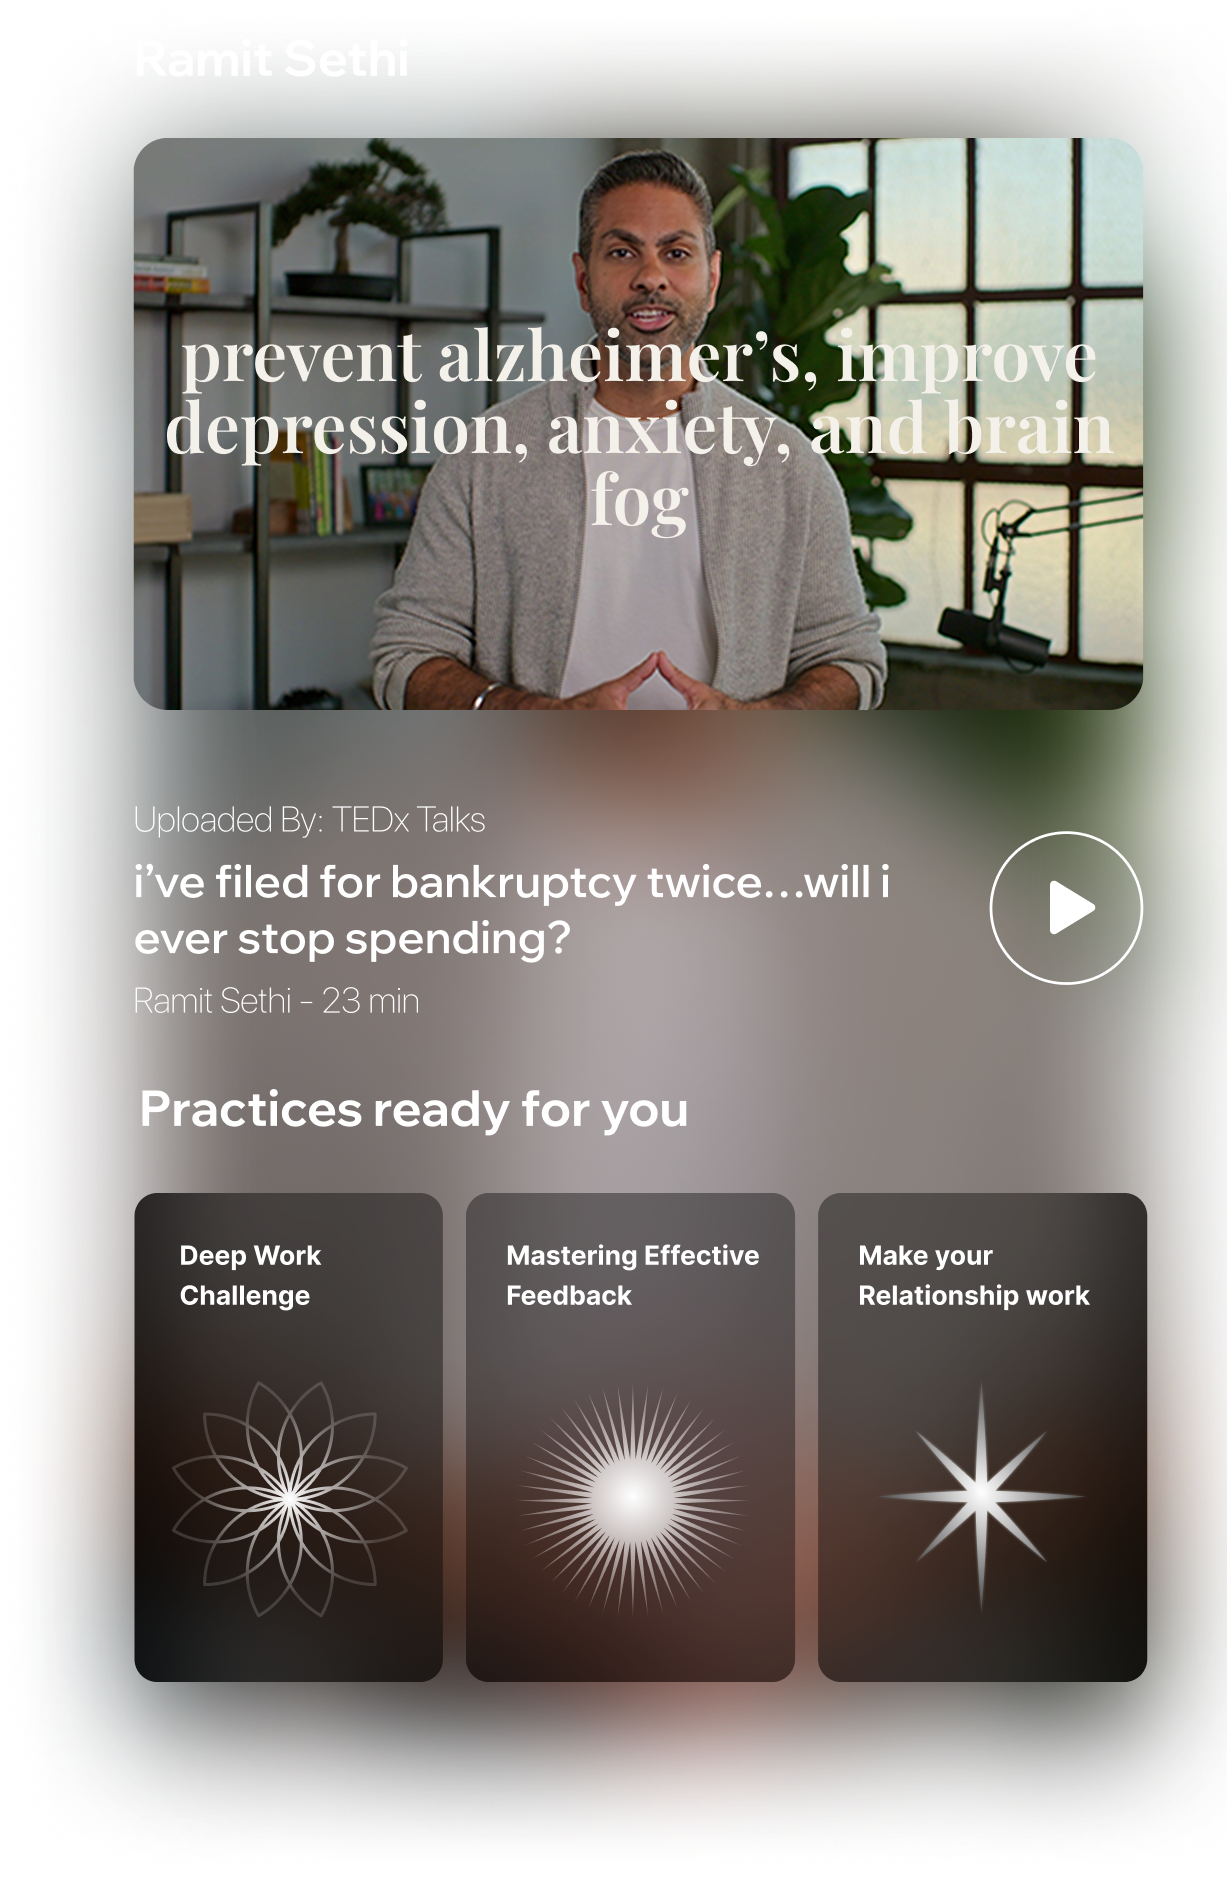 Ramit Sethi
prevent alzheimer’s, improve
depression, anxiety, and brain
fog
Uploaded By: TEDx Talks
i’ve filed for bankruptcy twice...will i
ever stop spending?
Ramit Sethi - 23 min
Practices ready for you
Deep Work
Challenge
Mastering Effective
Feedback
Make your
Relationship work